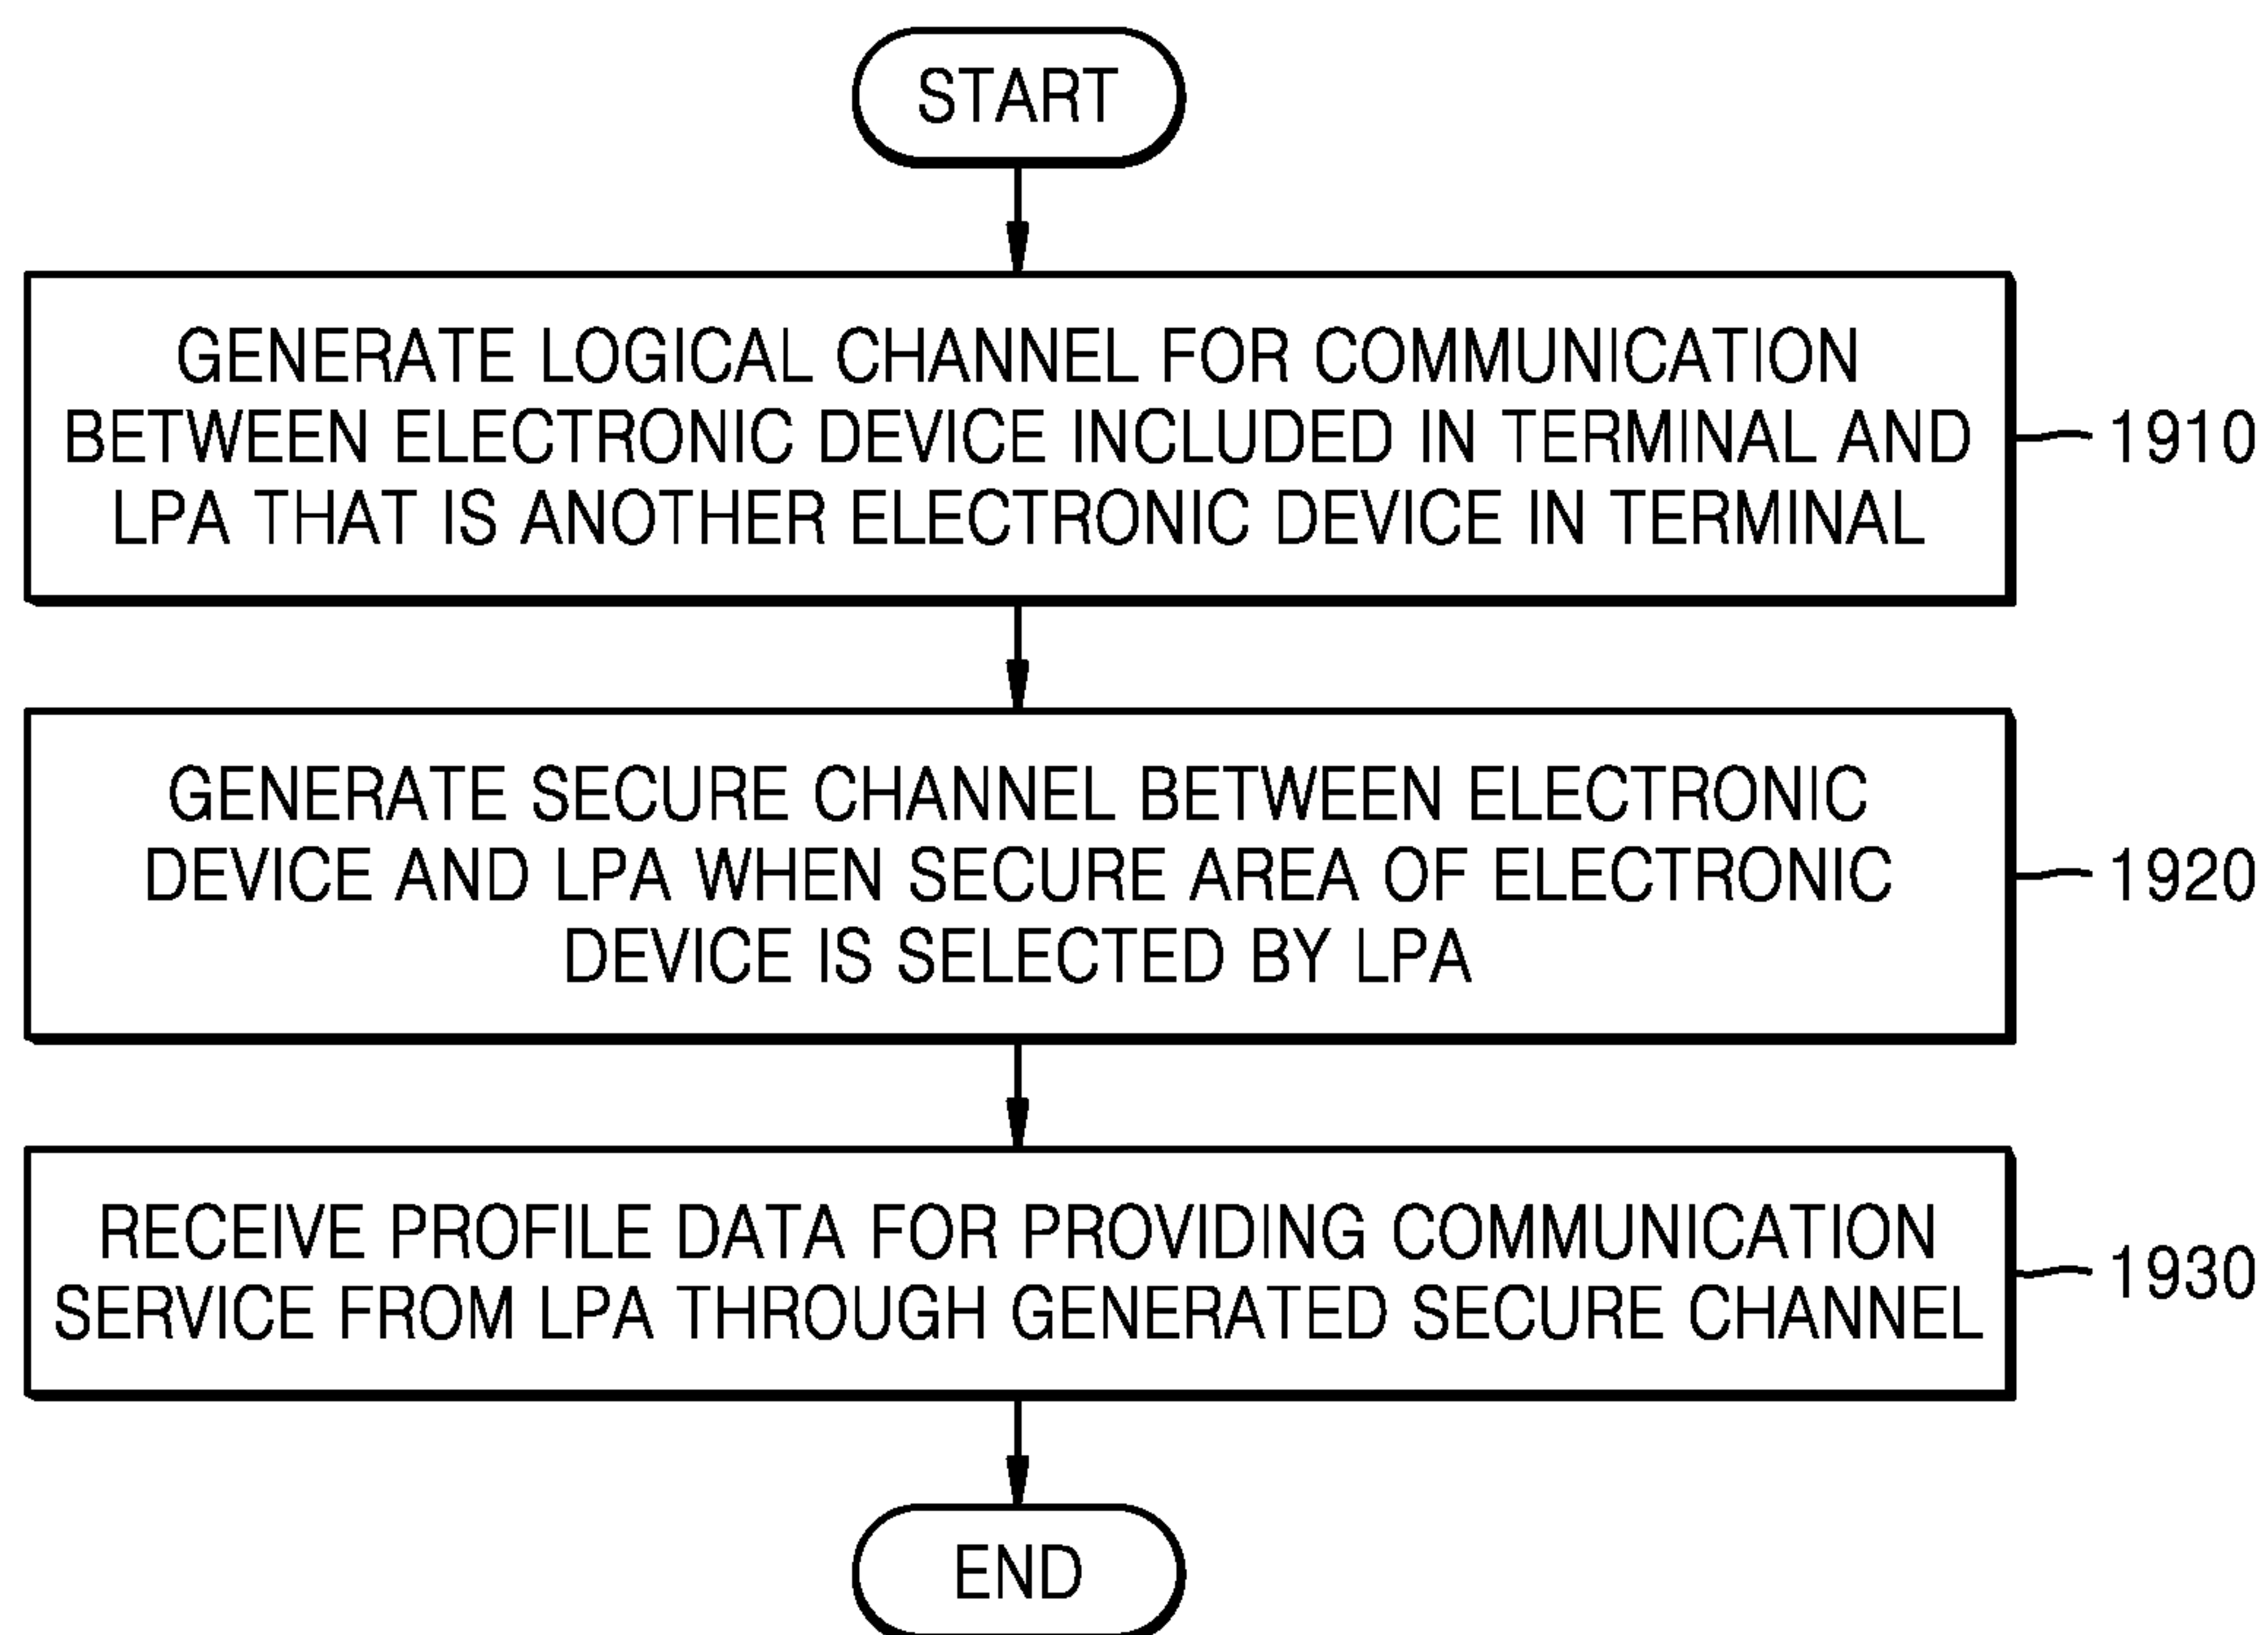 START
GENERATE LOGICAL CHANNEL FOR COMMUNICATION
BETWEEN ELECTRONIC DEVICE INCLUDED IN TERMINAL AND
LPA THAT IS ANOTHER ELECTRONIC DEVICE IN TERMINAL
1910
GENERATE SECURE CHANNEL BETWEEN ELECTRONIC
DEVICE AND LPA WHEN SECURE AREA OF ELECTRONIC
DEVICE IS SELECTED BY LPA
1920
RECEIVE PROFILE DATA FOR PROVIDING COMMUNICATION
SERVICE FROM LPA THROUGH GENERATED SECURE CHANNEL
1930
END